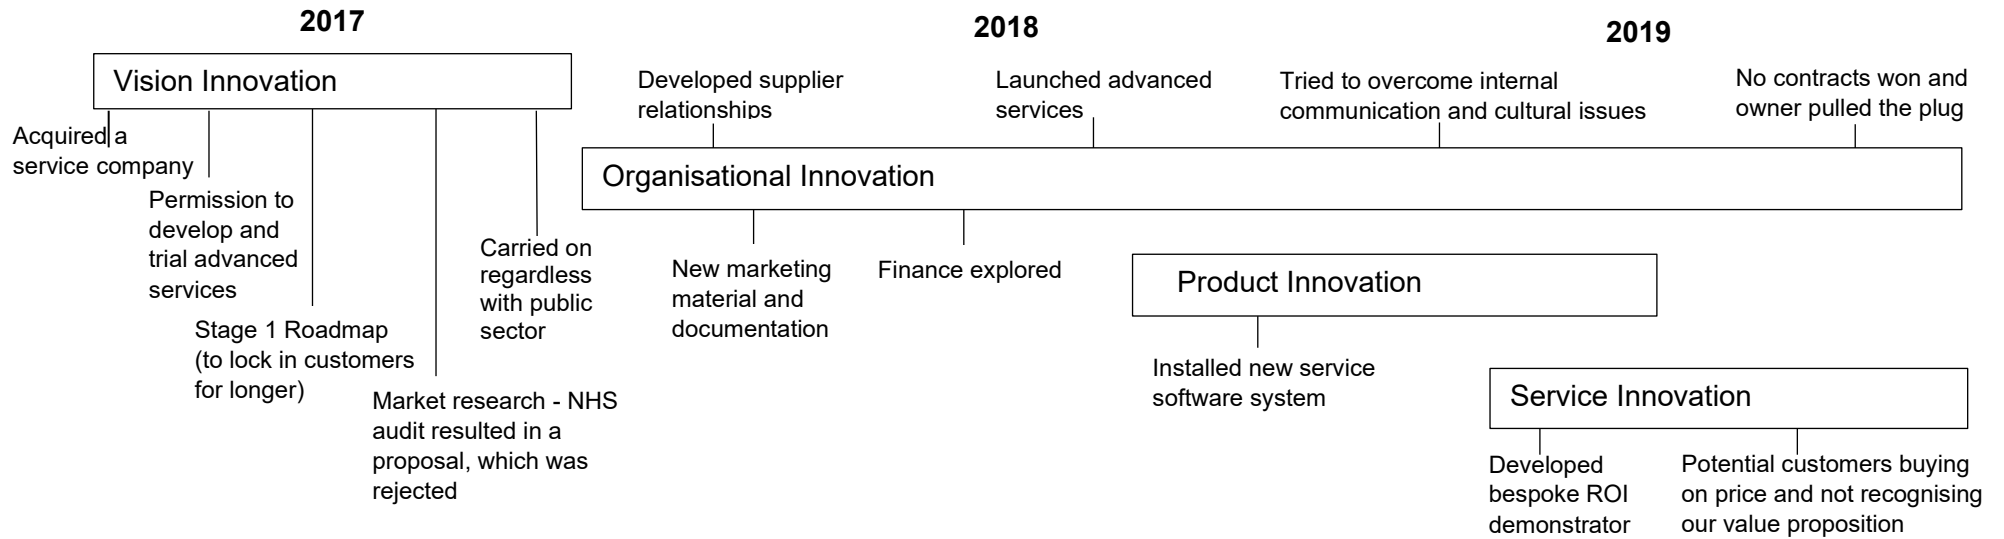 2017
2018
2019
Vision Innovation
Acquired a
service company
Permission to
develop and
trial advanced
services
Stage 1 Roadmap
(to lock in customers
for longer)
Market research - NHS
audit resulted in a
proposal, which was
rejected
Carried on
regardless
with public
sector
Developed supplier
relationships
Launched advanced
services
Tried to overcome internal
communication and cultural issues
No contracts won and
owner pulled the plug
Organisational Innovation
New marketing
material and
documentation
Finance explored
Product Innovation
Installed new service
software system
Service Innovation
Developed
bespoke ROI
demonstrator
Potential customers buying
on price and not recognising
our value proposition